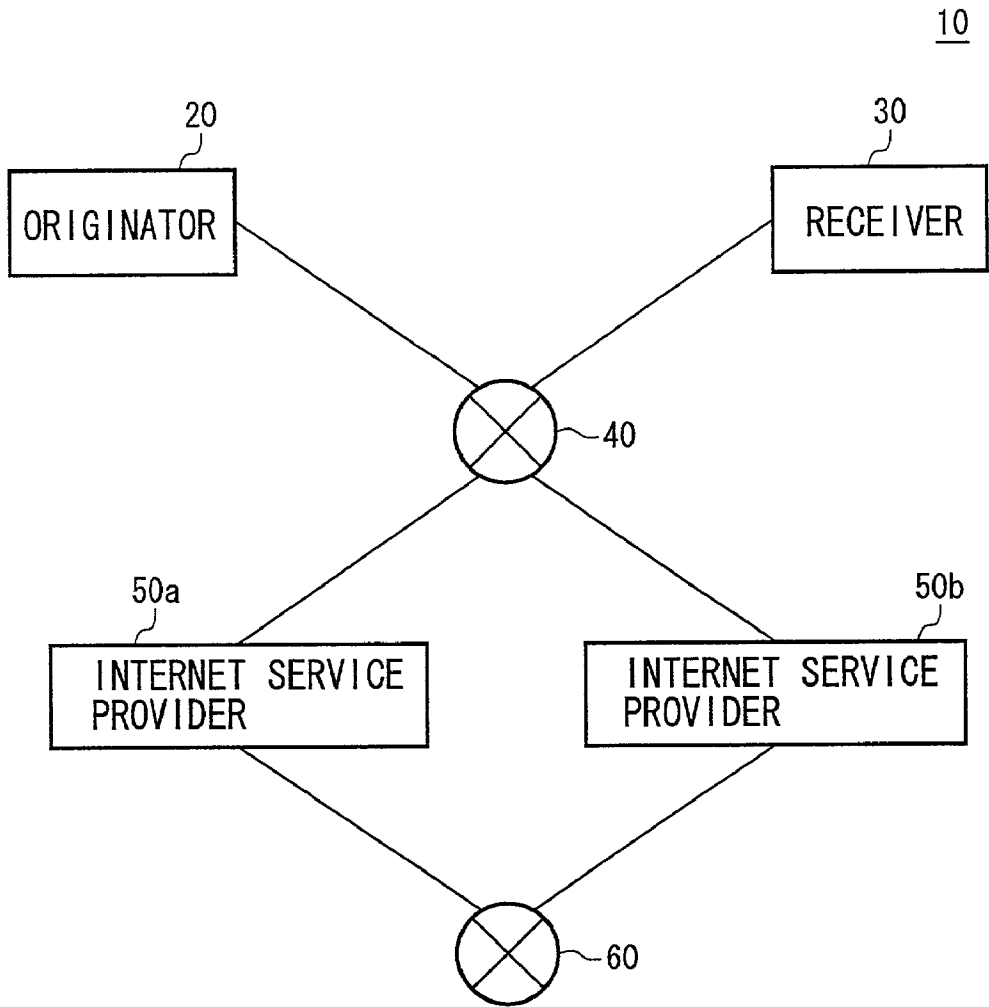 10
20
30
ORIGINATOR
RECEIVER
40
50a
50b
INTERNET SERVICE
PROVIDER
INTERNET SERVICE
PROVIDER
60